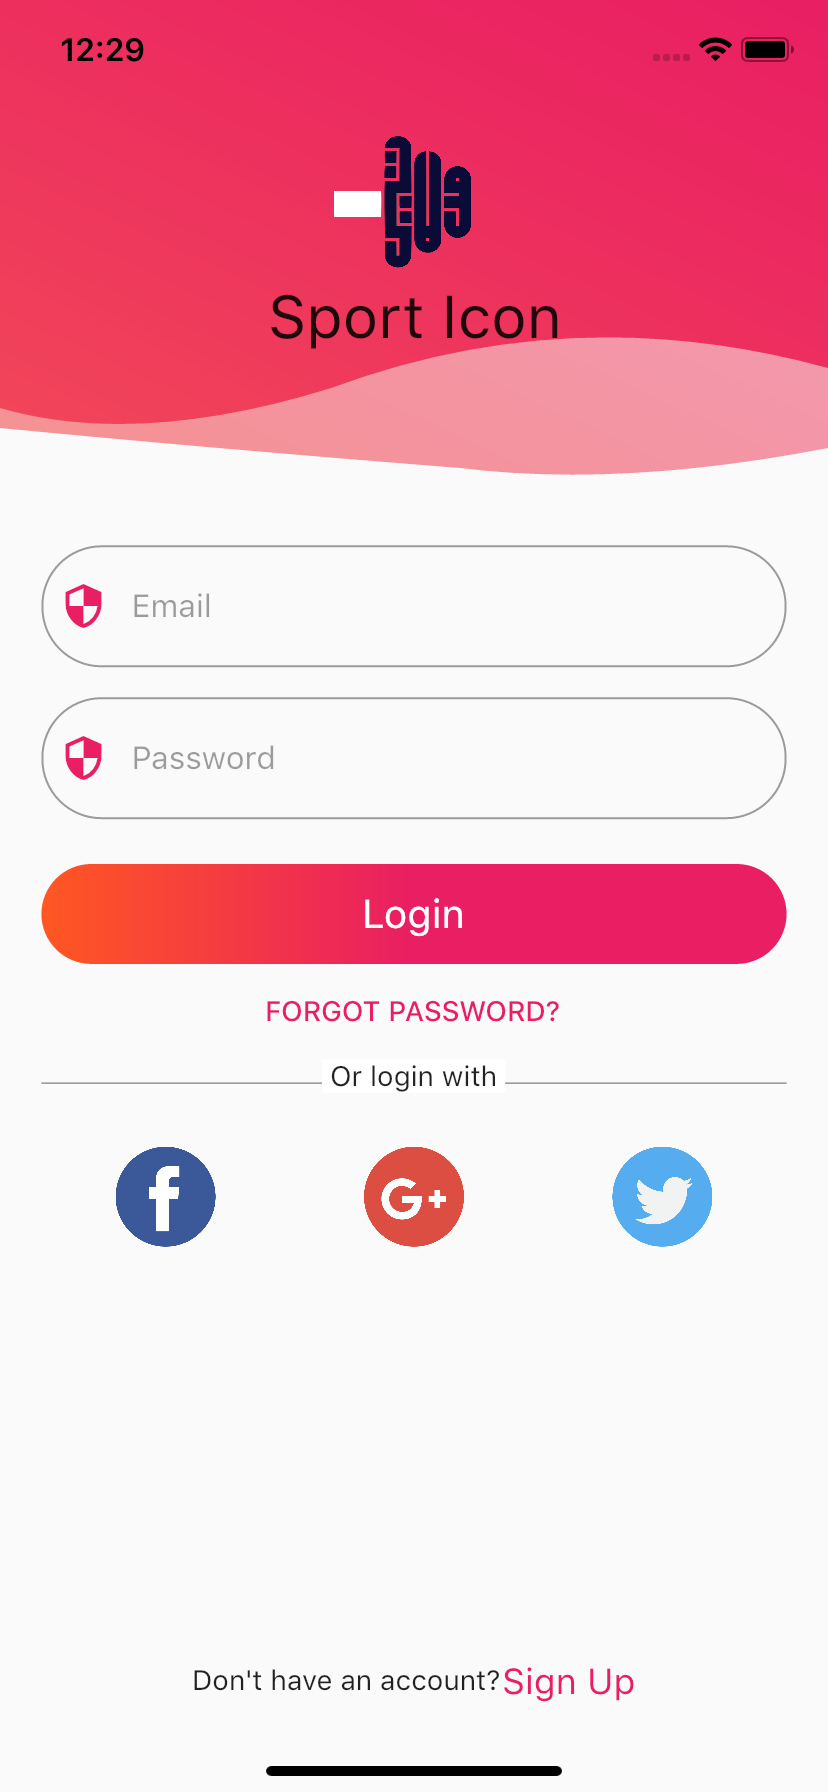 12:29
Sport Icon
Email
Password
Login
FORGOT PASSWORD?
Or login with
f
G+
Don't have an account? Sign Up